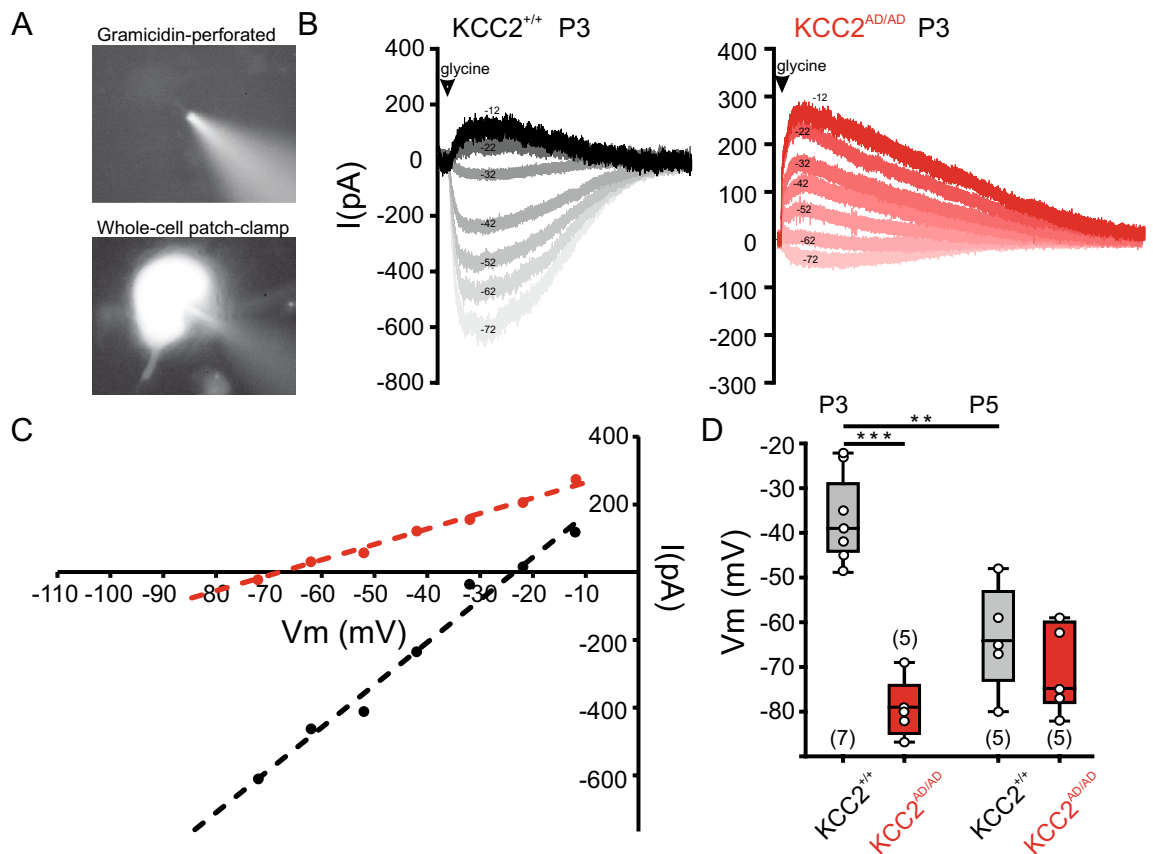 A
Gramicidin-perforated
Whole-cell patch-clamp
B
KCC2+/+ P3
400
200
0
-200
-400
-600
-800
I(pA)
glycine
-12
-22
-32
-42
-52
-62
-72
KCC2AD/AD P3
400
300
200
100
0
-100
-200
-300
glycine
-12
-22
-32
-42
-52
-62
-72
C
400
200
-200
-400
-600
I(pA)
-110 -100 -90 -80 -70 -60 -50 -40 -30 -20 -10
Vm (mV)
D
P3 P5
**
***
-20
-30
-40
-50
-60
-70
-80
Vm (mV)
(7)
(5)
(5)
(5)
KCC2+/+
KCC2AD/AD
KCC2+/+
KCC2AD/AD